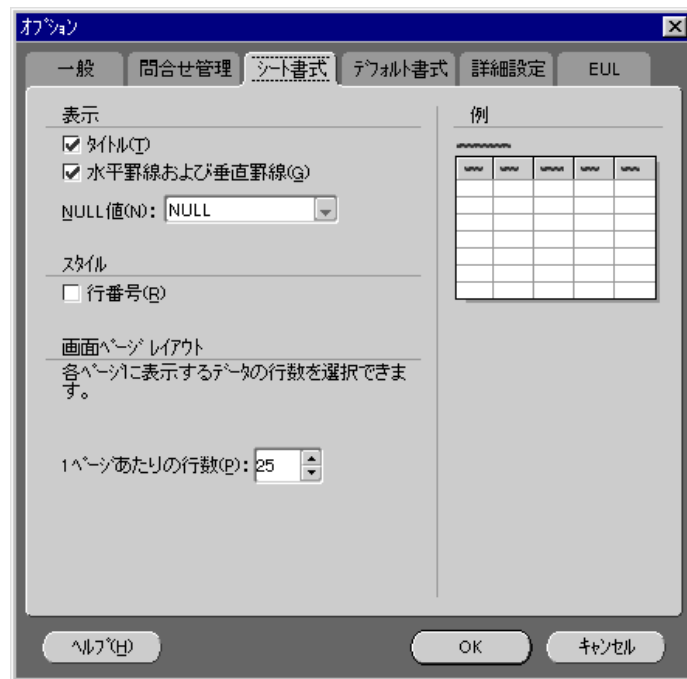 オプション
一般 問合せ管理 シート書式 デフォルト書式 詳細設定 EUL
表示
タイトル(T)
水平罫線および垂直罫線(G)
NULL値(N): NULL
スタイル
行番号(R)
画面ページ レイアウト
各ページに表示するデータの行数を選択できま
す。
1ページあたりの行数(P): 25
例
ヘルプ(H) OK キャンセル